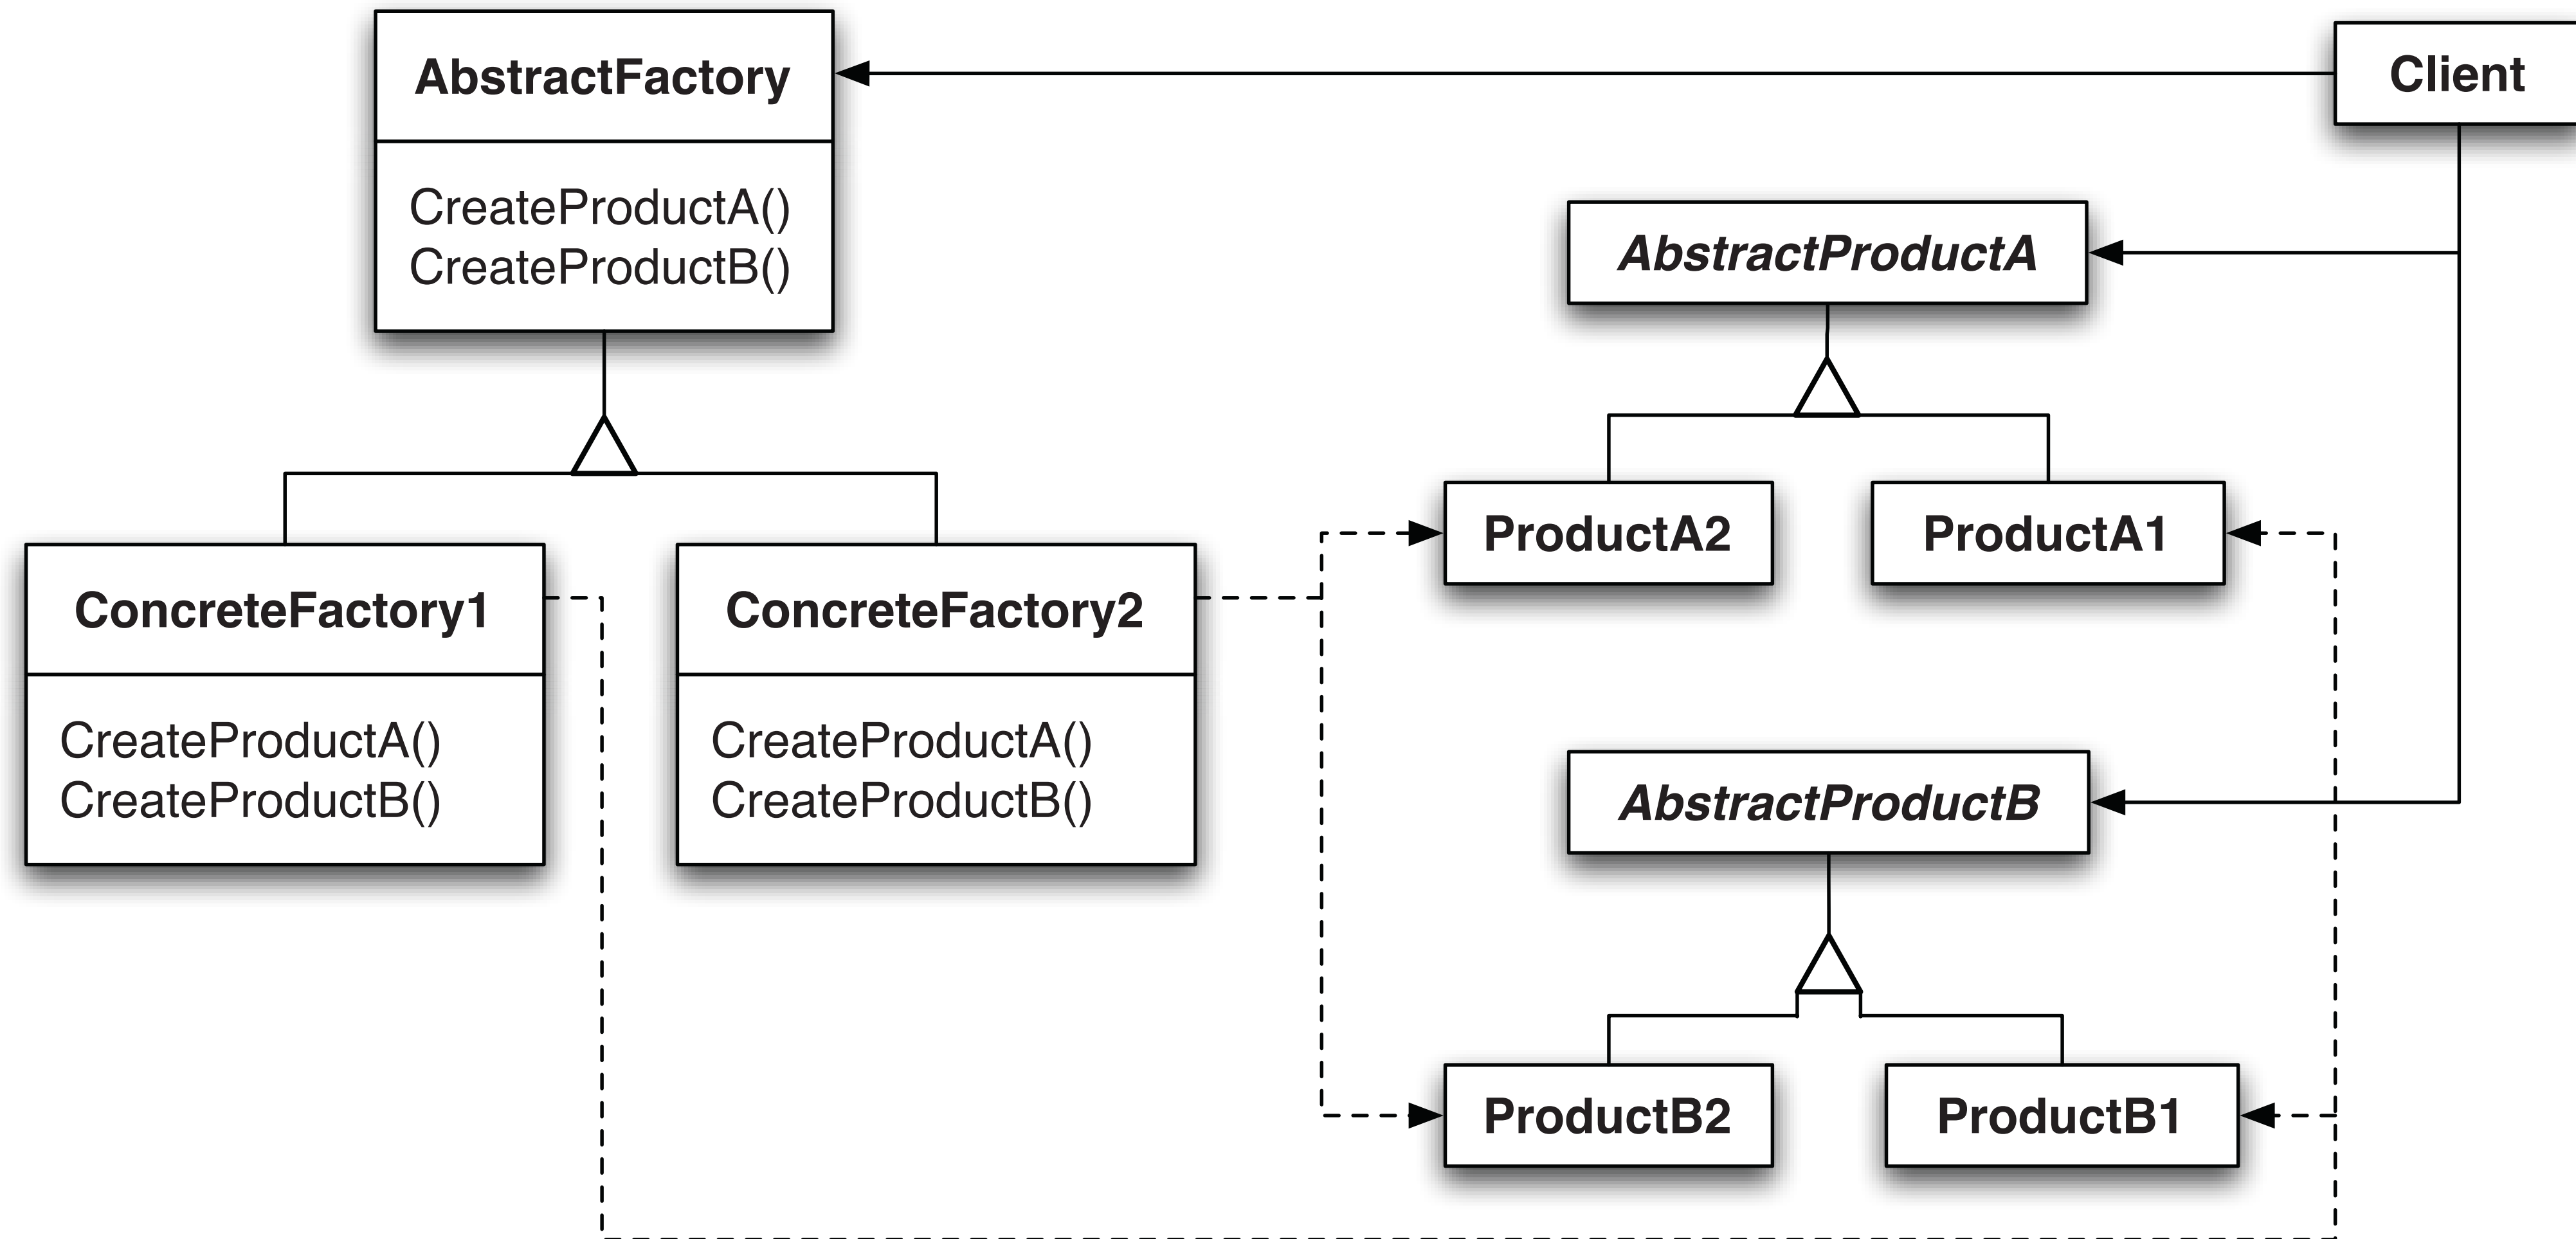 AbstractFactory
CreateProductA()
CreateProductB()
Client
AbstractProductA
ProductA2
ProductA1
ConcreteFactory1
CreateProductA()
CreateProductB()
ConcreteFactory2
CreateProductA()
CreateProductB()
AbstractProductB
ProductB2
ProductB1